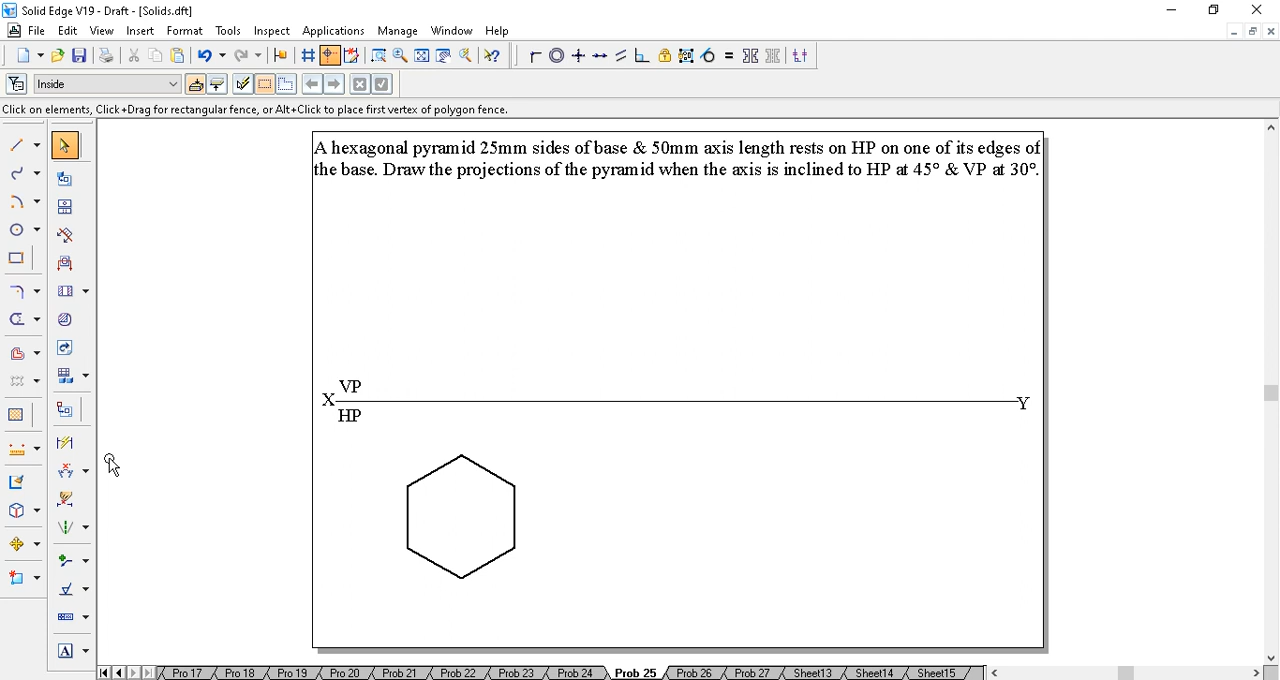 Solid Edge V19 - Draft - [Solids.dft]
File Edit View Insert Format Tools Inspect Applications Manage Window Help
Inside
Click on elements, Click+Drag for rectangular fence, or Alt+Click to place first vertex of polygon fence.
A hexagonal pyramid 25mm sides of base & 50mm axis length rests on HP on one of its edges of
the base. Draw the projections of the pyramid when the axis is inclined to HP at 45° & VP at 30°.
VP
X Y
HP
A
Pro 17 Pro 18 Pro 19 Pro 20 Prob 21 Prob 22 Prob 23 Prob 24 Prob 25 Prob 26 Prob 27 Sheet13 Sheet14 Sheet15